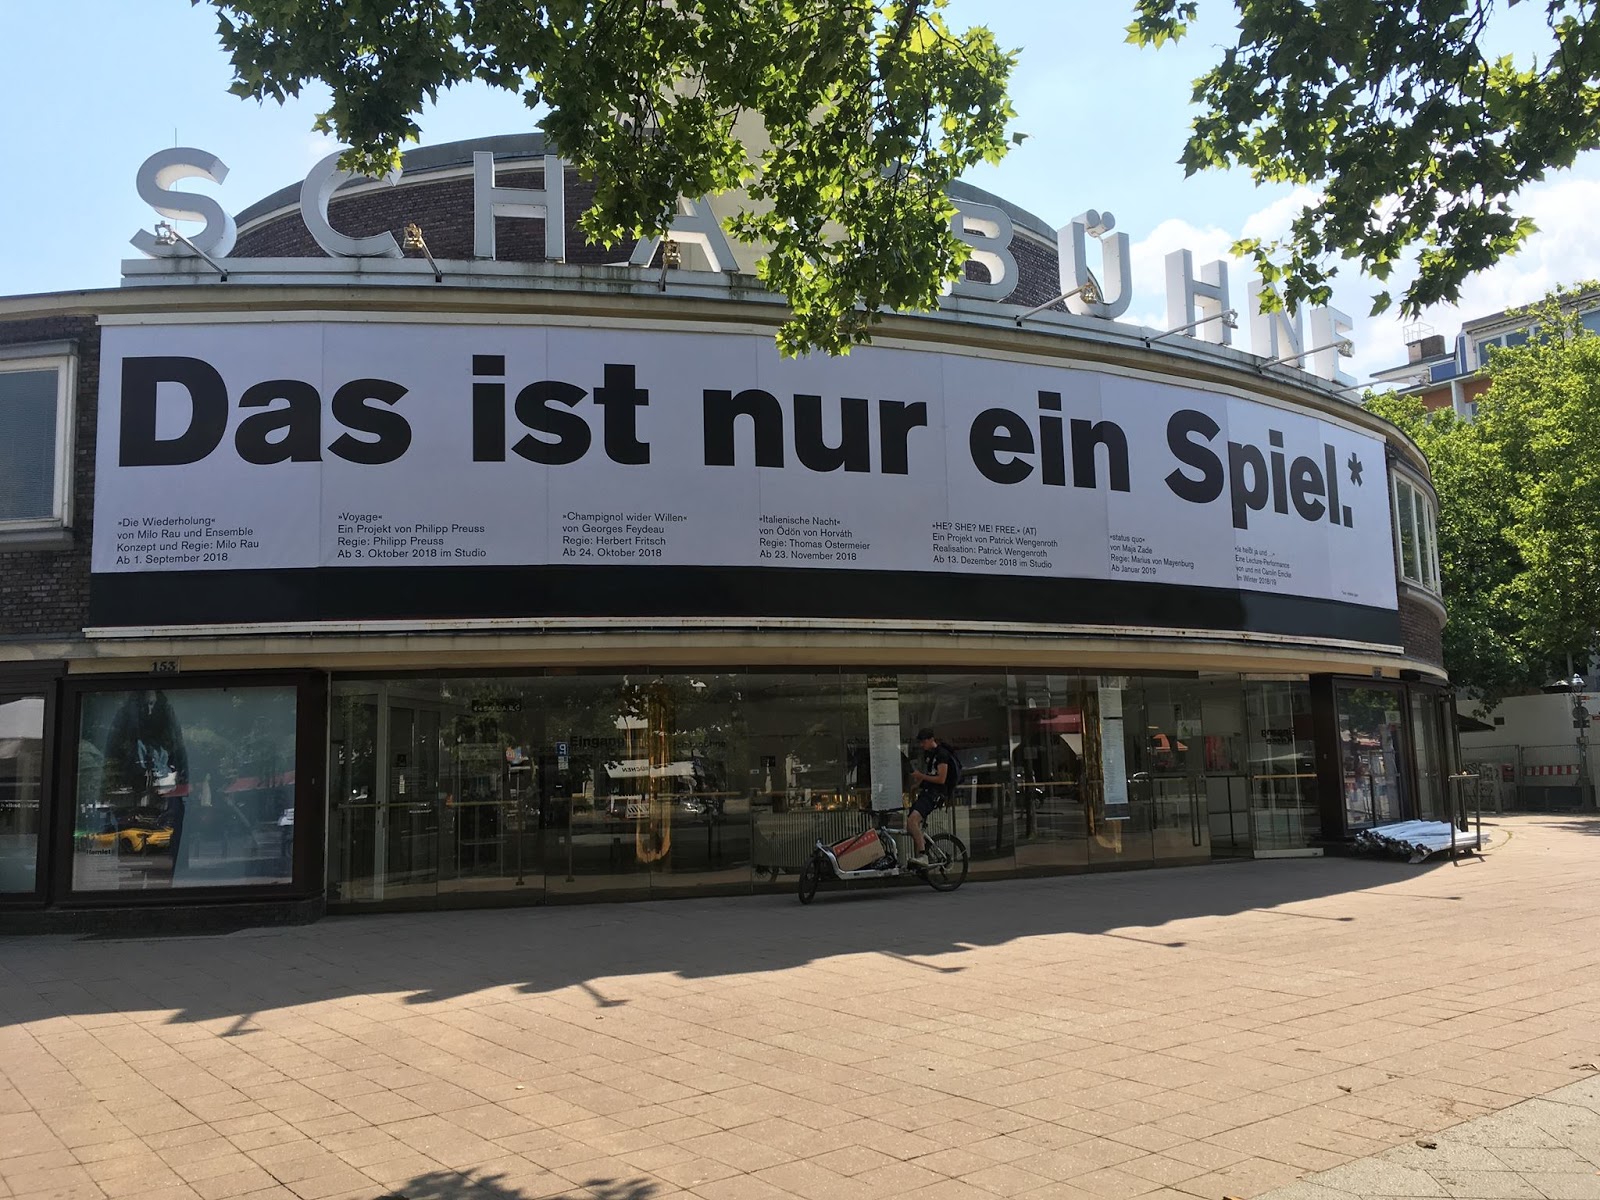 SCHAUBÜHNE
Das ist nur ein Spiel.*
»Die Wiederholung«
von Milo Rau und Ensemble
Konzept und Regie: Milo Rau
Ab 1. September 2018
»Voyage«
Ein Projekt von Philipp Preuss
Regie: Philipp Preuss
Ab 3. Oktober 2018 im Studio
»Champignol wider Willen«
von Georges Feydeau
Regie: Herbert Fritsch
Ab 24. Oktober 2018
»Italienische Nacht«
von Ödön von Horváth
Regie: Thomas Ostermeier
Ab 23. November 2018
»HE? SHE? ME! FREE.« (AT)
Ein Projekt von Patrick Wengenroth
Realisation: Patrick Wengenroth
Ab 13. Dezember 2018 im Studio
»status quo«
von Maja Zade
Regie: Marius von Mayenburg
Ab Januar 2019
»Ja heißt ja und ...«
Eine Lecture Performance
von und mit Carolin Emcke
Im Winter 2018/19
153
Eingang
Hamlet